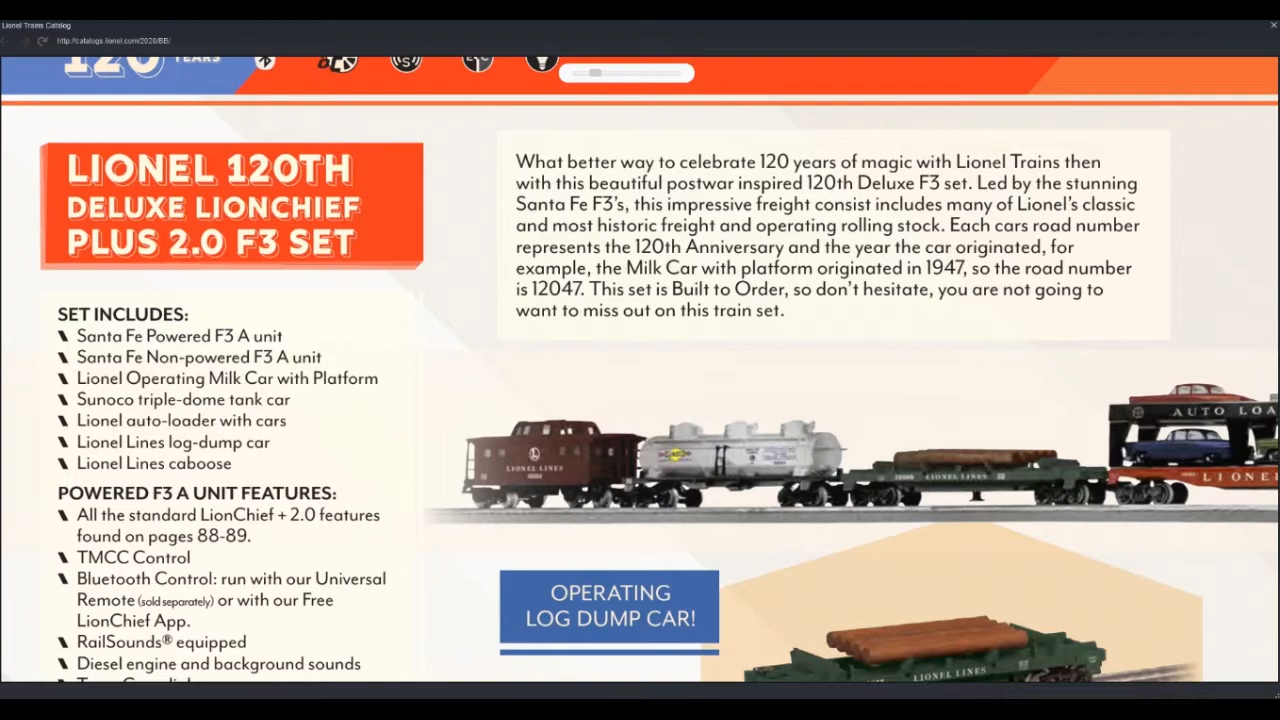 Lionel Trains Catalog
http://catalogs.lionel.com/2020/BB/
120 YEARS
LIONEL 120TH
DELUXE LIONCHIEF
PLUS 2.0 F3 SET
What better way to celebrate 120 years of magic with Lionel Trains then
with this beautiful postwar inspired 120th Deluxe F3 set. Led by the stunning
Santa Fe F3's, this impressive freight consist includes many of Lionel's classic
and most historic freight and operating rolling stock. Each cars road number
represents the 120th Anniversary and the year the car originated, for
example, the Milk Car with platform originated in 1947, so the road number
is 12047. This set is Built to Order, so don't hesitate, you are not going to
want to miss out on this train set.
SET INCLUDES:
Santa Fe Powered F3 A unit
Santa Fe Non-powered F3 A unit
Lionel Operating Milk Car with Platform
Sunoco triple-dome tank car
Lionel auto-loader with cars
Lionel Lines log-dump car
Lionel Lines caboose
POWERED F3 A UNIT FEATURES:
All the standard LionChief + 2.0 features
found on pages 88-89.
TMCC Control
Bluetooth Control: run with our Universal
Remote (sold separately) or with our Free
LionChief App.
RailSounds® equipped
Diesel engine and background sounds
AUTO LOA
LIONE
LIONEL LINES
LIONEL LINES
OPERATING
LOG DUMP CAR!
LIONEL LINES